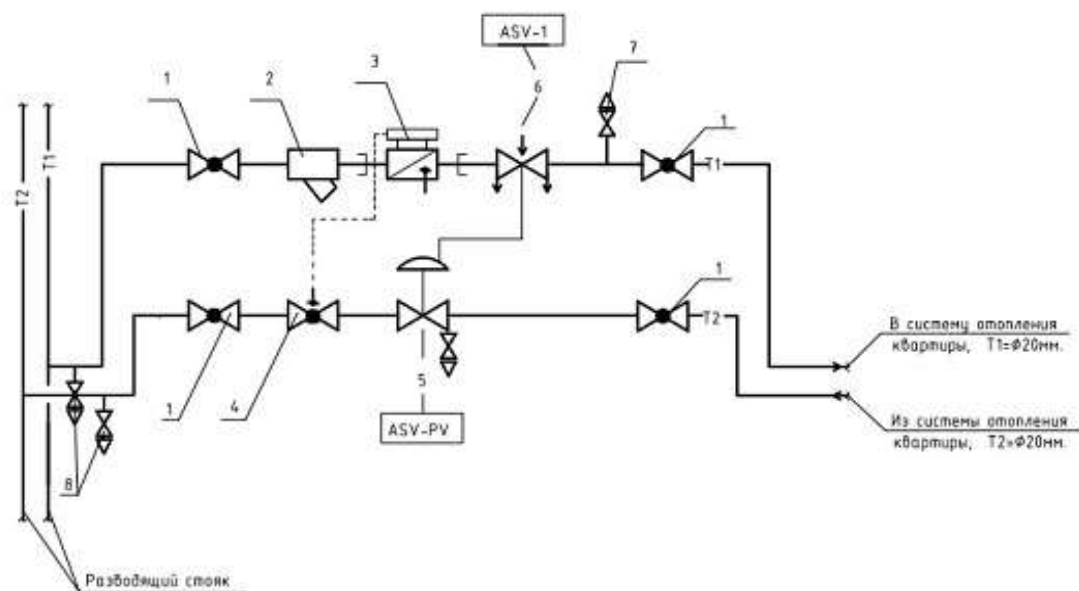 ASV-1
1
2
3
6
7
1
T1
T2
T1
1
T2
1
4
5
ASV-PV
8
В систему отопления
квартиры, T1=Ф20мм.
Из системы отопления
квартиры, T2=Ф20мм.
Разводящий стояк